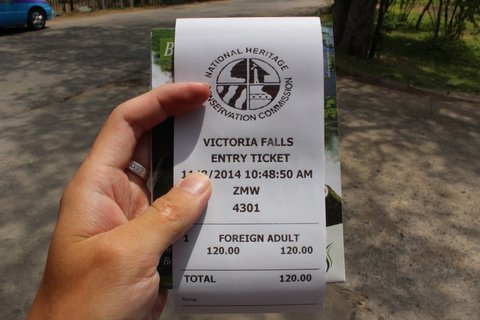 NATIONAL HERITAGE
CONSERVATION COMMISSION
VICTORIA FALLS
ENTRY TICKET
2014 10:48:50 AM
ZMW
4301
1 FOREIGN ADULT
120.00 120.00
TOTAL 120.00